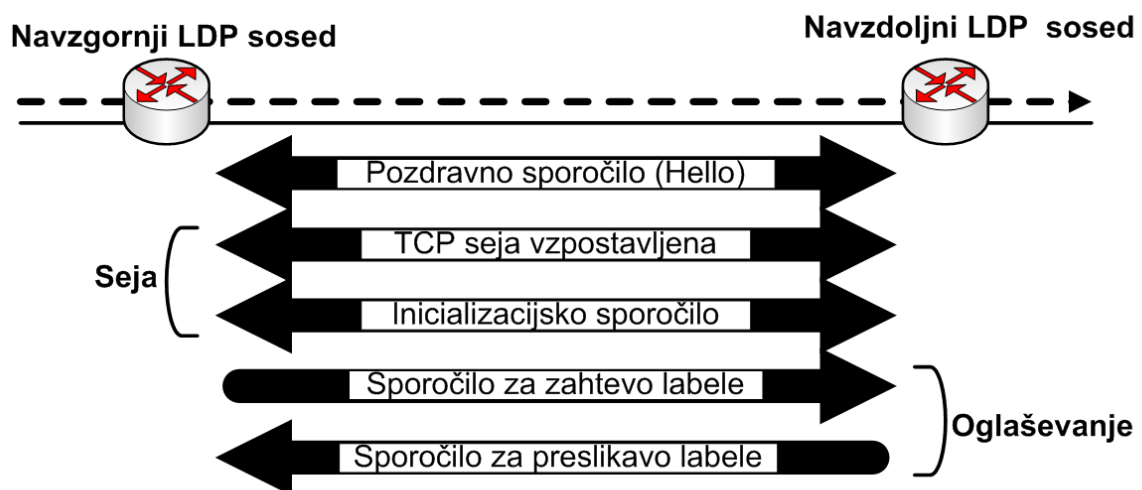 Navzgornji LDP sosed
Navzdoljni LDP sosed
Pozdravno sporočilo (Hello)
TCP seja vzpostavljena
Seja
Inicializacijsko sporočilo
Sporočilo za zahtevo labele
Oglaševanje
Sporočilo za preslikavo labele